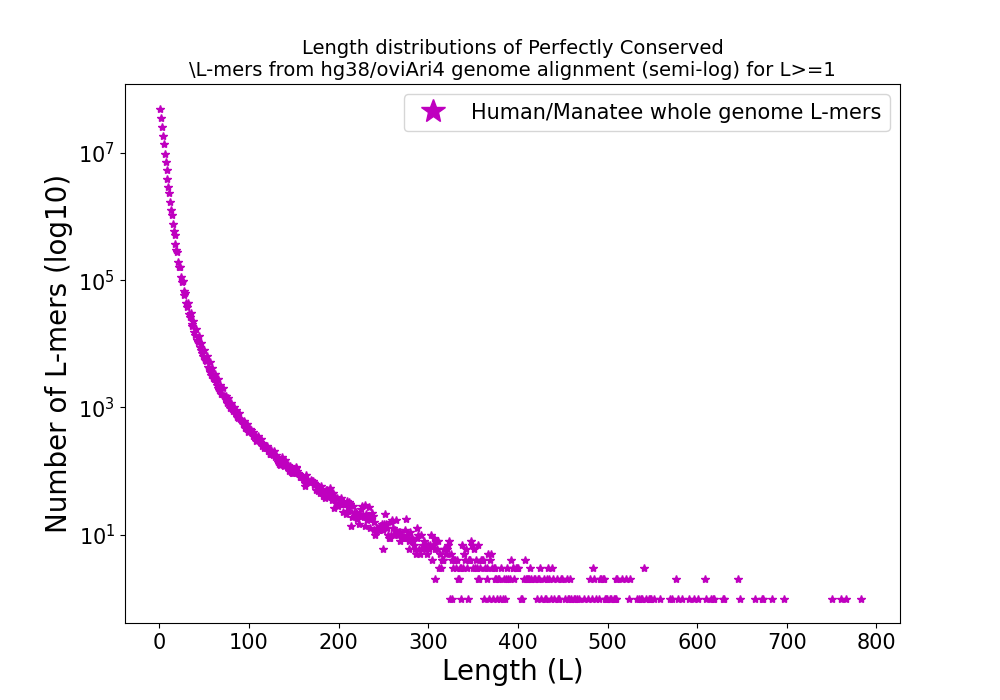 Length distributions of Perfectly Conserved
\L-mers from hg38/oviAri4 genome alignment (semi-log) for L>=1
Human/Manatee whole genome L-mers
Number of L-mers (log10)
10^7
10^5
10^3
10^1
0 100 200 300 400 500 600 700 800
Length (L)